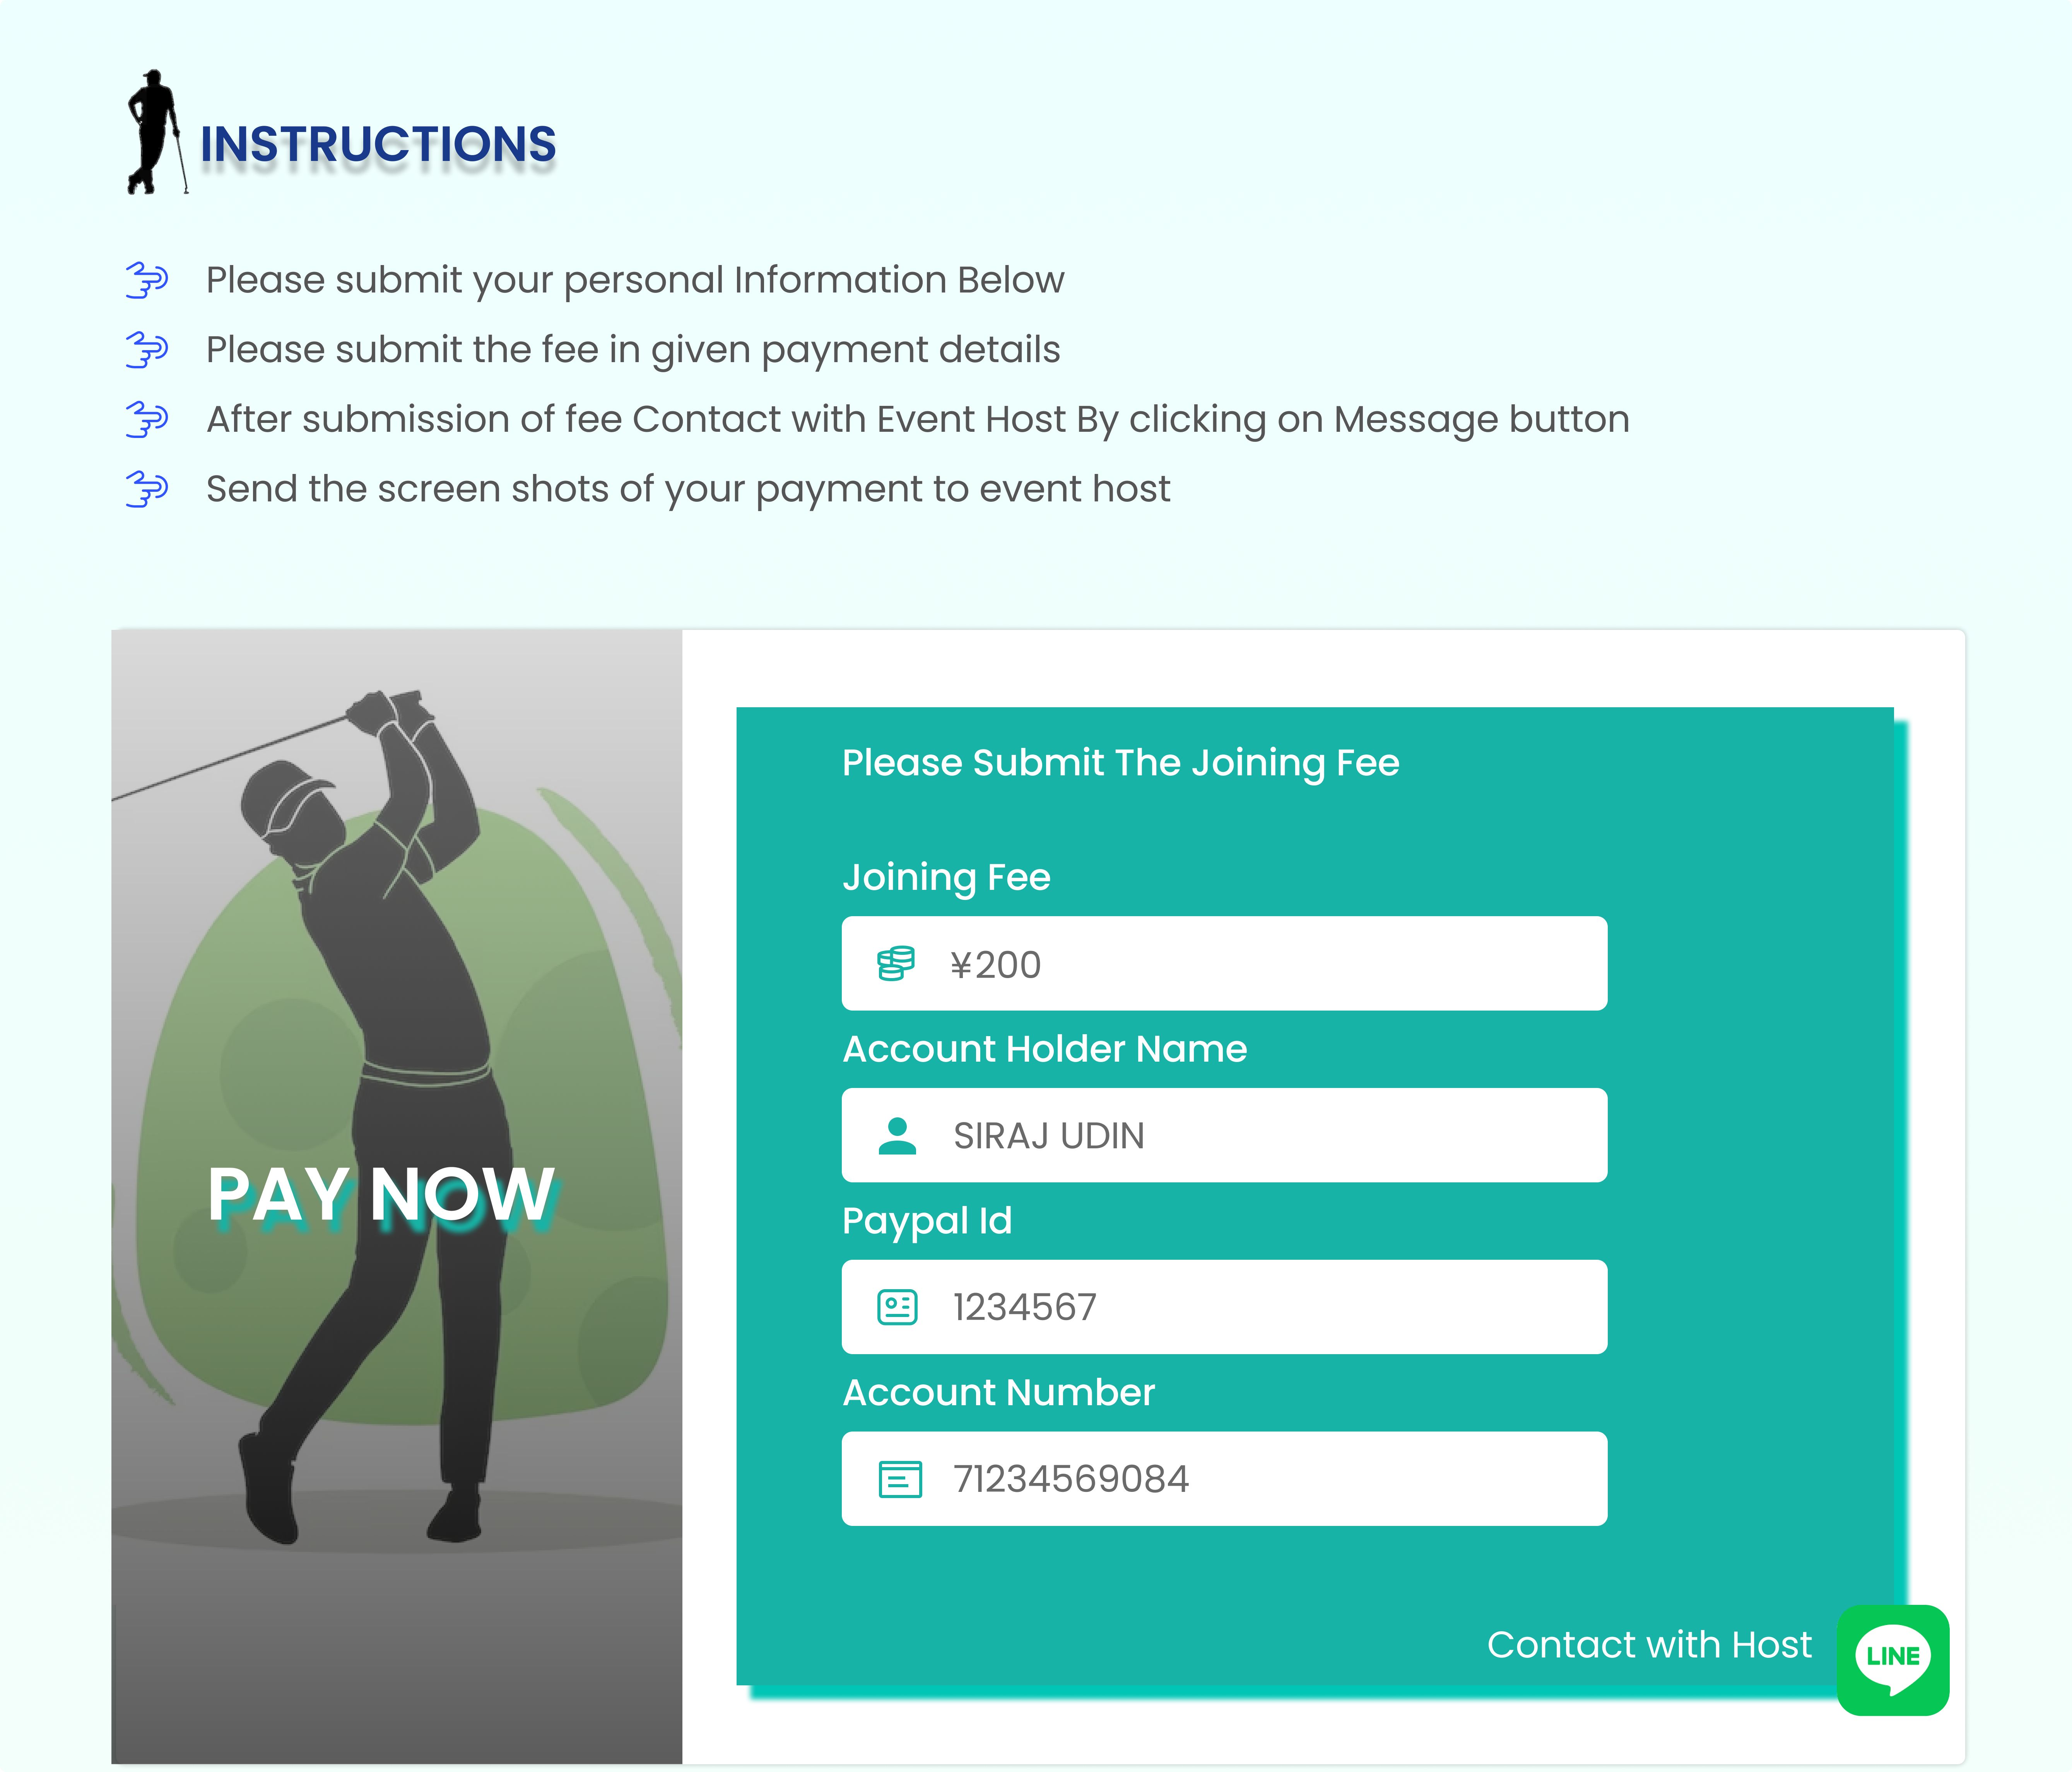 INSTRUCTIONS
Please submit your personal Information Below
Please submit the fee in given payment details
After submission of fee Contact with Event Host By clicking on Message button
Send the screen shots of your payment to event host
PAY NOW
Please Submit The Joining Fee
Joining Fee
¥200
Account Holder Name
SIRAJ UDIN
Paypal Id
1234567
Account Number
71234569084
Contact with Host
LINE